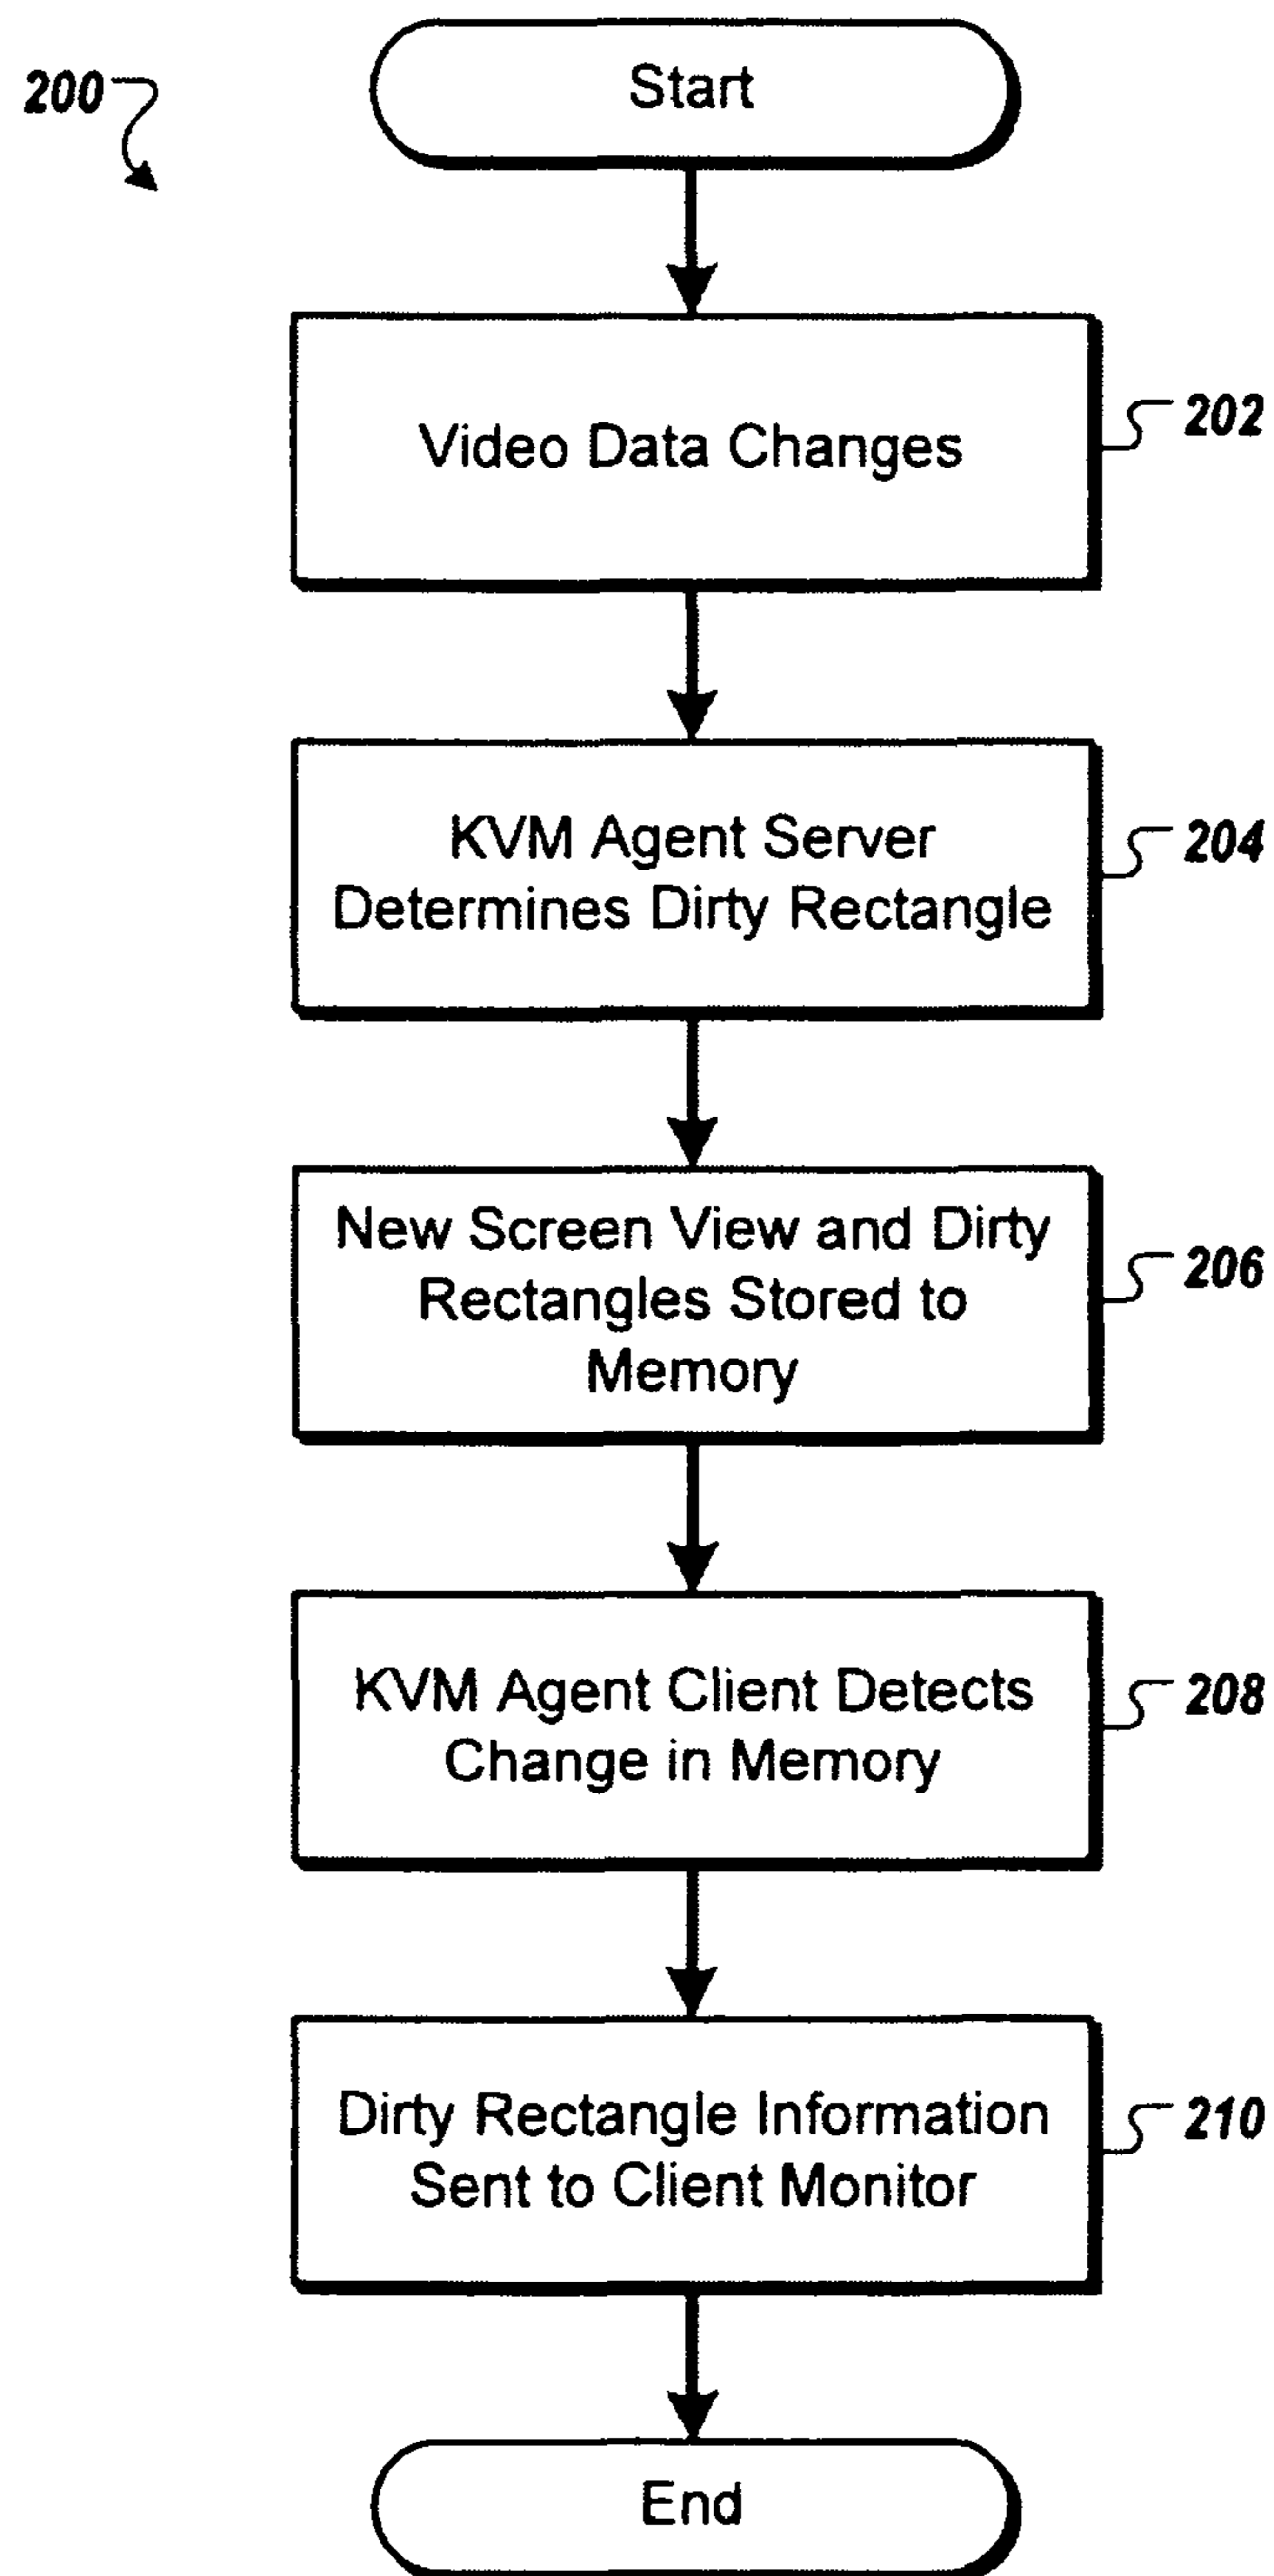 Start
200
Video Data Changes
202
KVM Agent Server
Determines Dirty Rectangle
204
New Screen View and Dirty
Rectangles Stored to
Memory
206
KVM Agent Client Detects
Change in Memory
208
Dirty Rectangle Information
Sent to Client Monitor
210
End